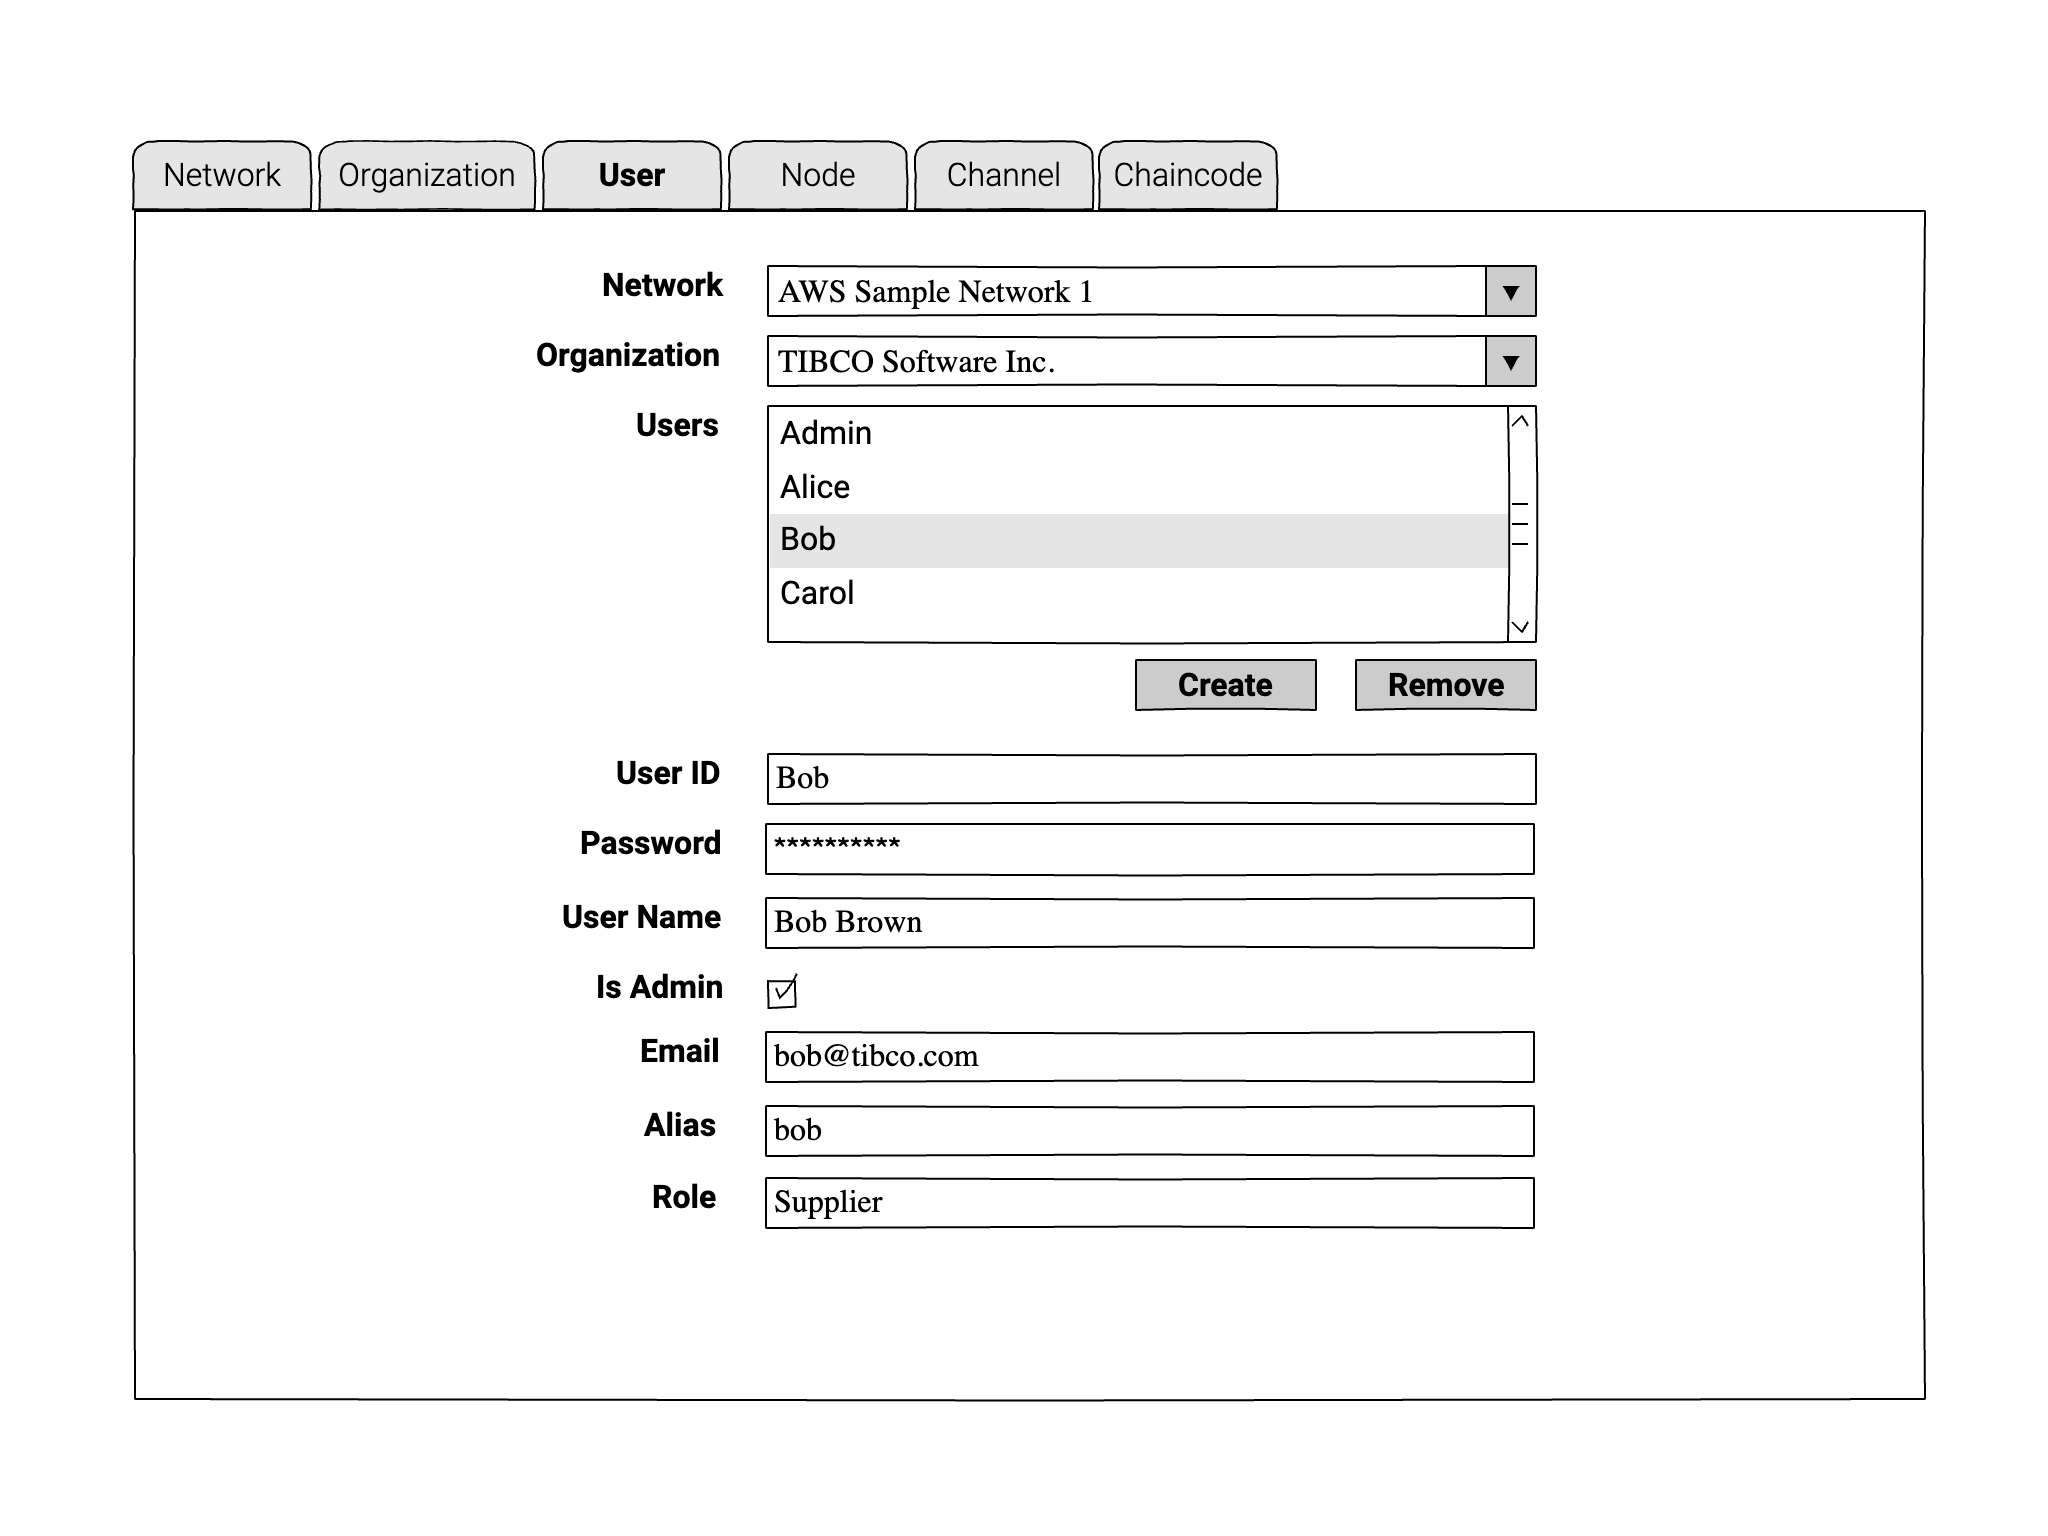 Network Organization User Node Channel Chaincode
Network AWS Sample Network 1 ▼
Organization TIBCO Software Inc. ▼
Users Admin
Alice
Bob
Carol
Create Remove
User ID Bob
Password **********
User Name Bob Brown
Is Admin
Email bob@tibco.com
Alias bob
Role Supplier